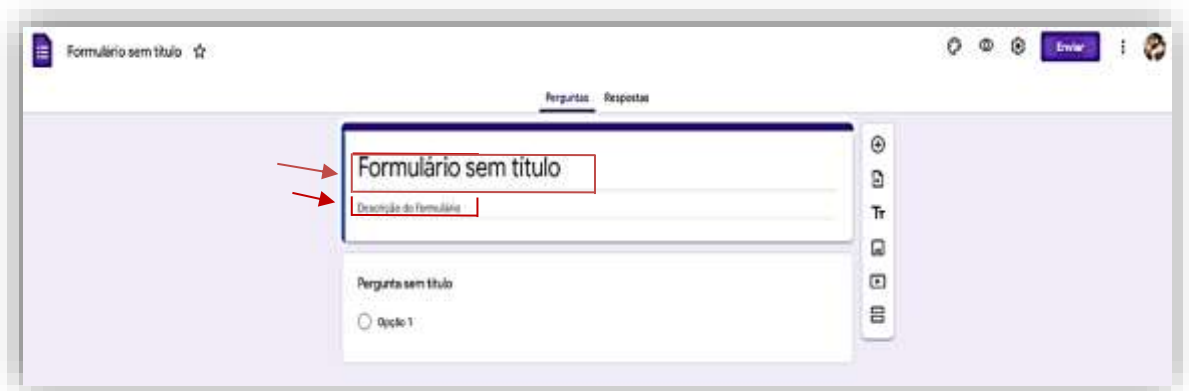 Formulário sem título
Enviar
Perguntas Respostas
Formulário sem título
Descrição do formulário
Tт
Pergunta sem título
Opção 1